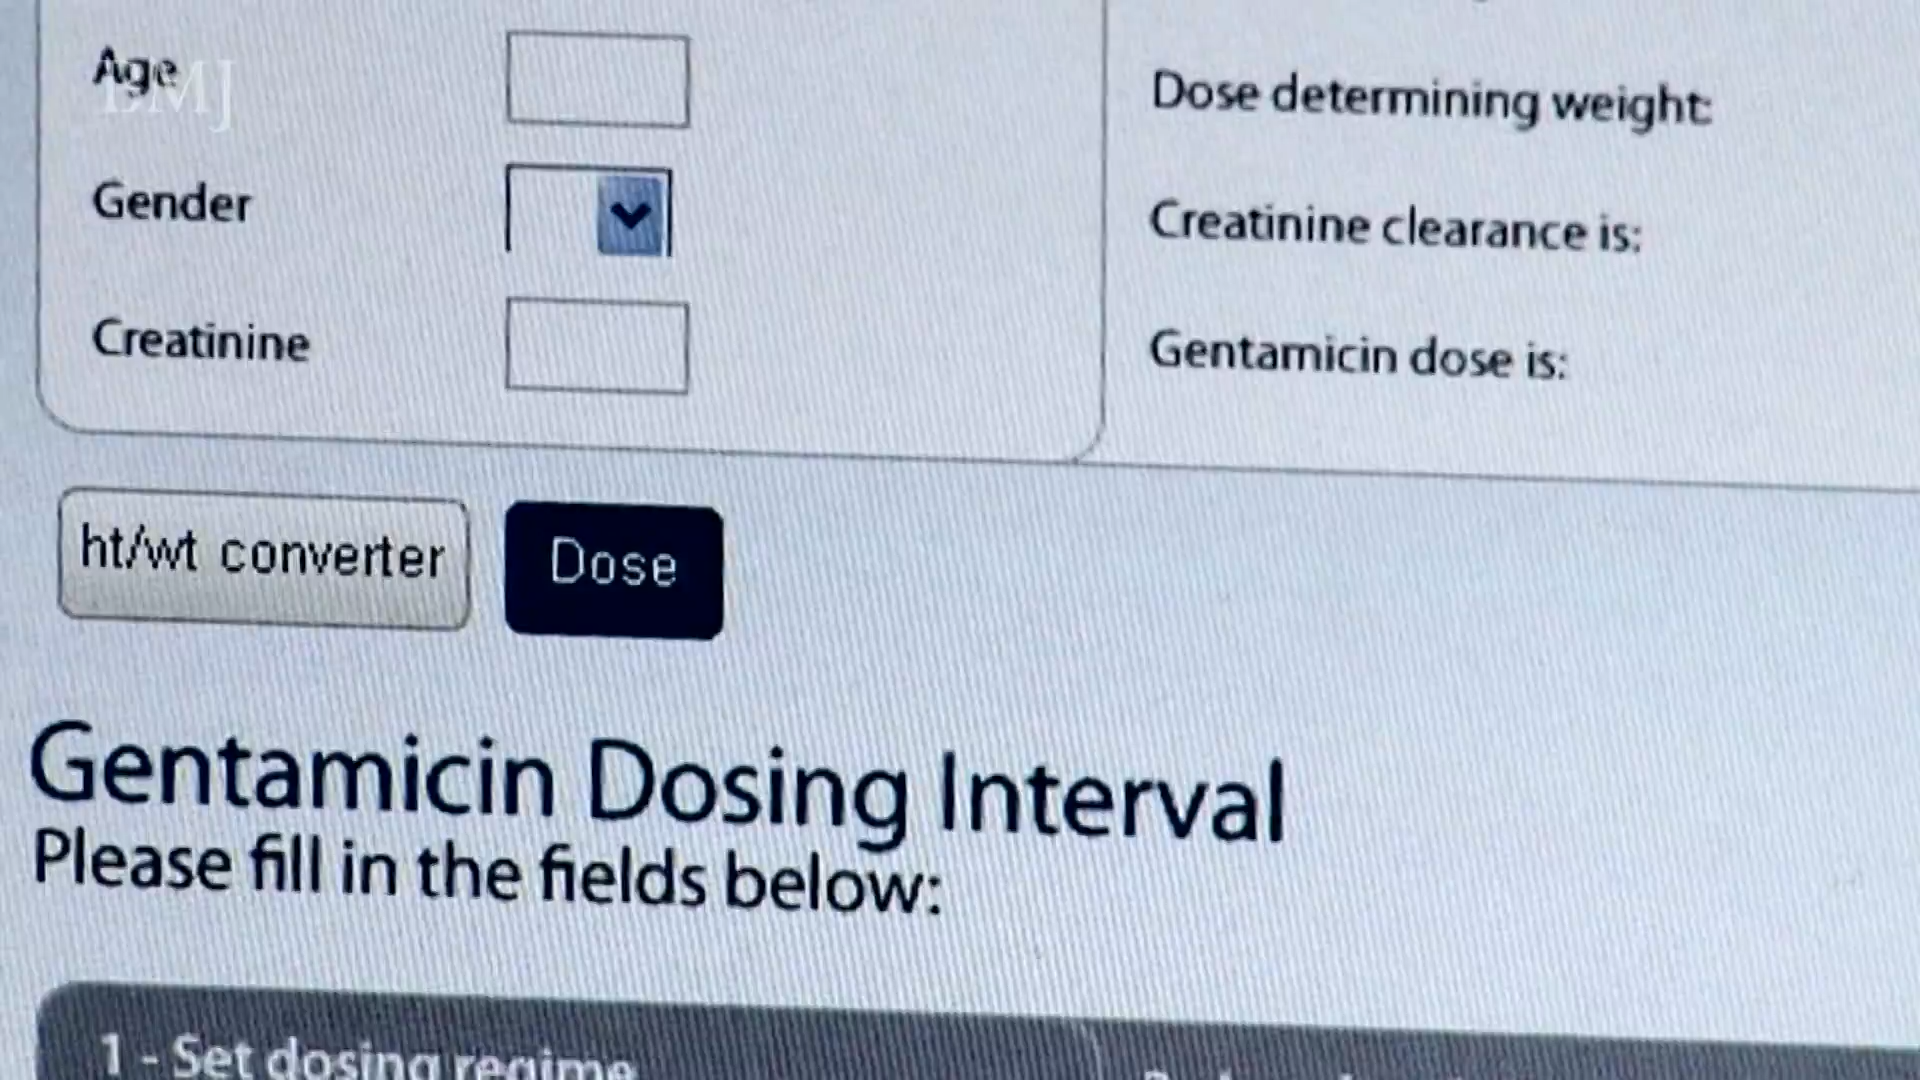 Age
BMJ
Gender
Creatinine
Dose determining weight:
Creatinine clearance is:
Gentamicin dose is:
ht/wt converter
Dose
Gentamicin Dosing Interval
Please fill in the fields below:
1 - Set dosing regime